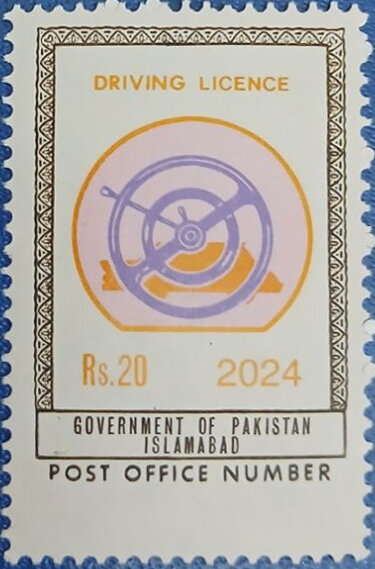 DRIVING LICENCE
Rs.20 2024
GOVERNMENT OF PAKISTAN
ISLAMABAD
POST OFFICE NUMBER